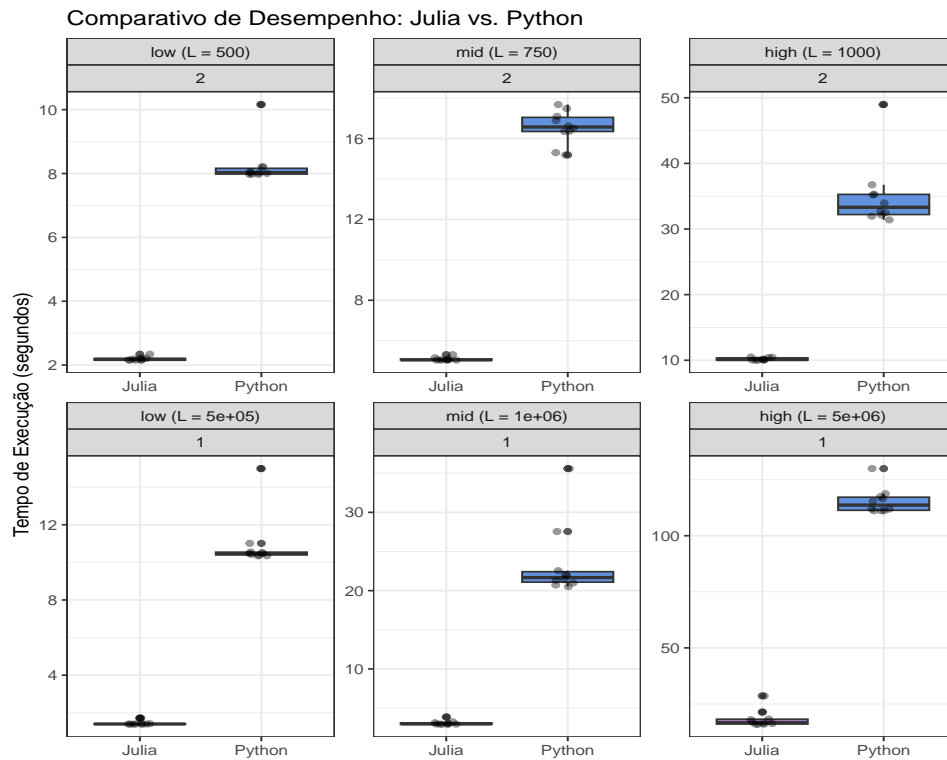 Comparativo de Desempenho: Julia vs. Python
Tempo de Execução (segundos)
low (L = 500)
2
10
8
6
4
2
Julia Python
mid (L = 750)
2
16
12
8
Julia Python
high (L = 1000)
2
50
40
30
20
10
Julia Python
low (L = 5e+05)
1
12
8
4
Julia Python
mid (L = 1e+06)
1
30
20
10
Julia Python
high (L = 5e+06)
1
100
50
Julia Python